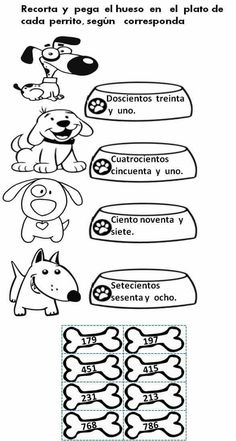 Recorta y pega el hueso en el plato de
cada perrito, según corresponda
Doscientos treinta
y uno.
Cuatrocientos
cincuenta y uno.
Ciento noventa y
siete.
Setecientos
sesenta y ocho.
179 197
451 415
231 213
768 786